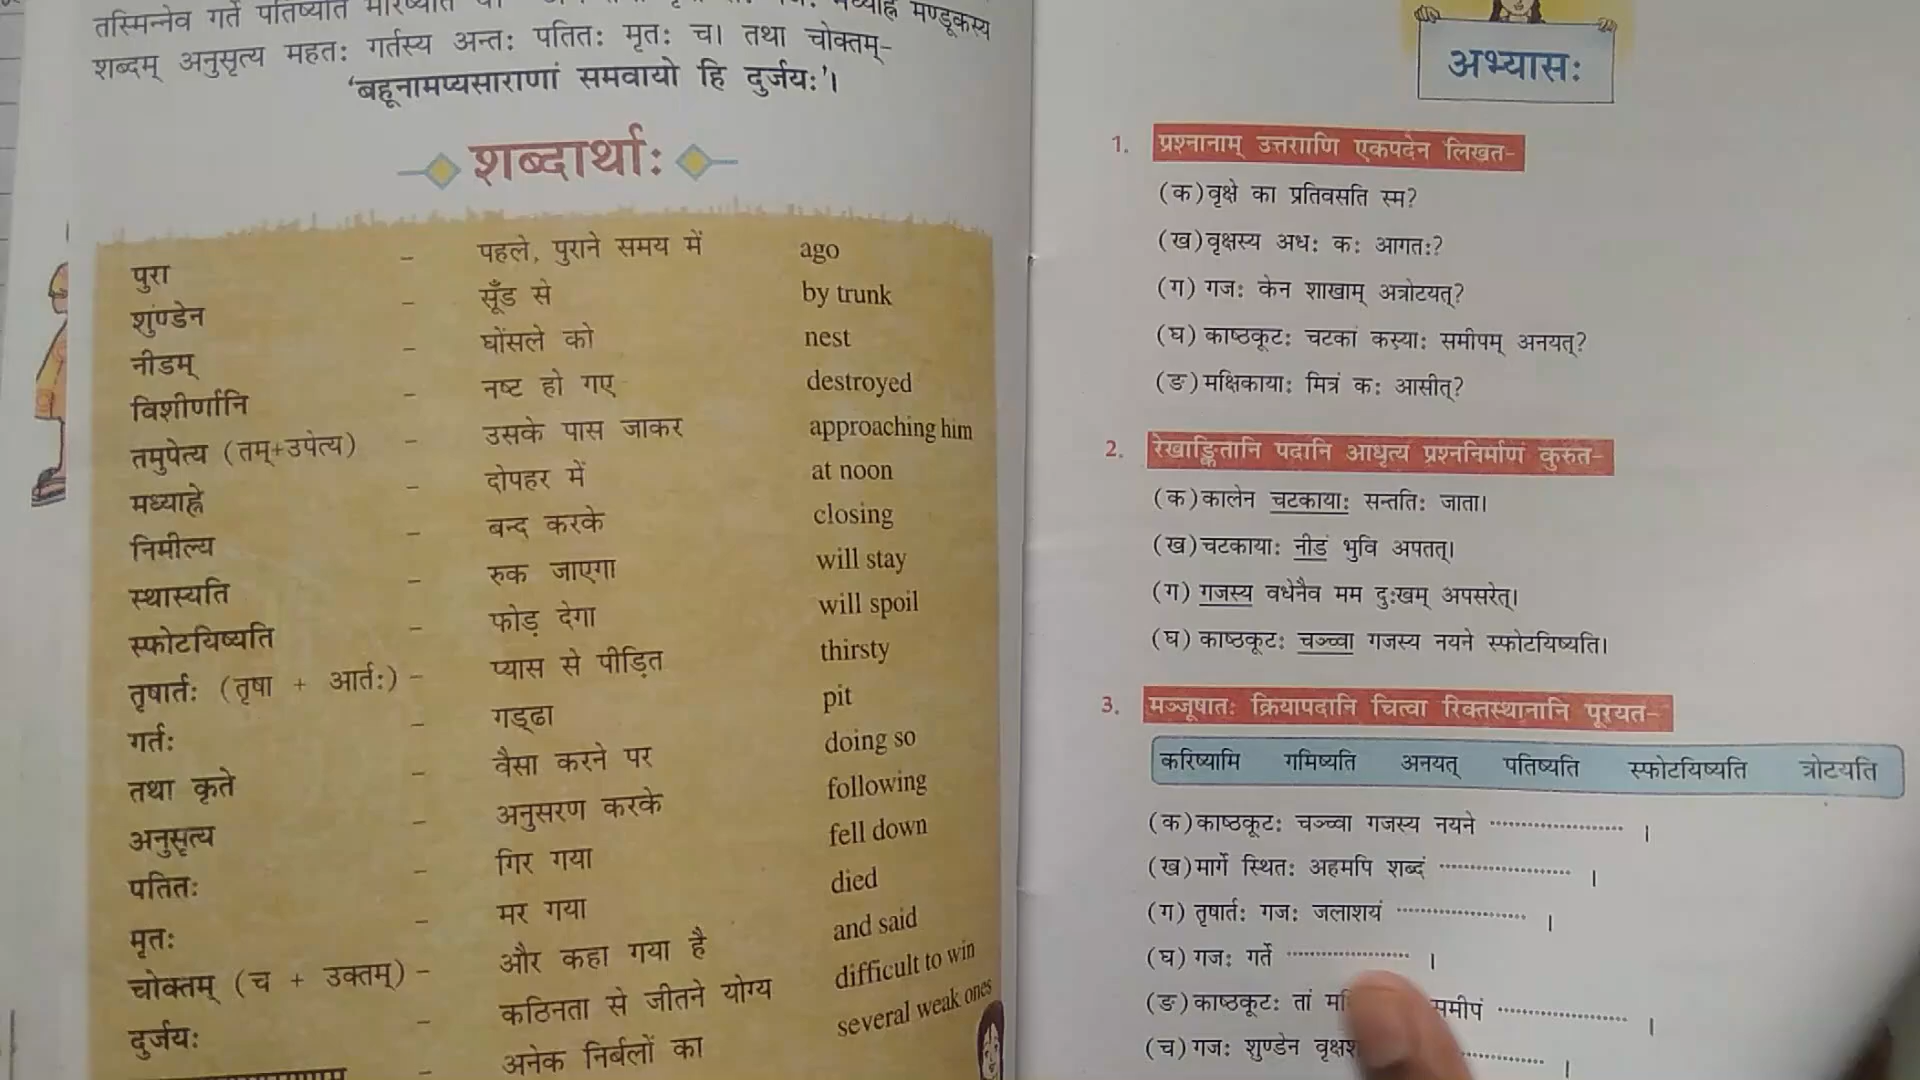 तस्मिन्नेव गर्ते पतिष्यति मरिष्यति च।
मध्याह्ने मण्डूकस्य
शब्दम् अनुसृत्य महतः गर्तस्य अन्तः पतितः मृतः च। तथा चोक्तम्-
‘बहूनामप्यसाराणां समवायो हि दुर्जयः’।
शब्दार्थाः
पुरा – पहले, पुराने समय में ago
शुण्डेन – सूँड से by trunk
नीडम् – घोंसले को nest
विशीर्णानि – नष्ट हो गए destroyed
तमुपेत्य (तम्+उपेत्य) – उसके पास जाकर approaching him
मध्याह्ने – दोपहर में at noon
निमील्य – बन्द करके closing
स्थास्यति – रुक जाएगा will stay
स्फोटयिष्यति – फोड़ देगा will spoil
तृषार्तः (तृषा + आर्तः) – प्यास से पीड़ित thirsty
गर्तः – गड्ढा pit
तथा कृते – वैसा करने पर doing so
अनुसृत्य – अनुसरण करके following
पतितः – गिर गया fell down
मृतः – मर गया died
चोक्तम् (च + उक्तम्) – और कहा गया है and said
दुर्जयः – कठिनता से जीतने योग्य difficult to win
– अनेक निर्बलों का several weak ones
अभ्यासः
1. प्रश्नानाम् उत्तराणि एकपदेन लिखत-
(क) वृक्षे का प्रतिवसति स्म?
(ख) वृक्षस्य अधः कः आगतः?
(ग) गजः केन शाखाम् अत्रोटयत्?
(घ) काष्ठकूटः चटकां कस्याः समीपम् अनयत्?
(ङ) मक्षिकायाः मित्रं कः आसीत्?
2. रेखाङ्कितानि पदानि आधृत्य प्रश्ननिर्माणं कुरुत-
(क) कालेन चटकायाः सन्ततिः जाता।
(ख) चटकायाः नीडं भुवि अपतत्।
(ग) गजस्य वधेनैव मम दुःखम् अपसरेत्।
(घ) काष्ठकूटः चञ्च्वा गजस्य नयने स्फोटयिष्यति।
3. मञ्जूषातः क्रियापदानि चित्वा रिक्तस्थानानि पूरयत-
करिष्यामि गमिष्यति अनयत् पतिष्यति स्फोटयिष्यति त्रोटयति
(क) काष्ठकूटः चञ्च्वा गजस्य नयने ........................ ।
(ख) मार्गे स्थितः अहमपि शब्दं ........................ ।
(ग) तृषार्तः गजः जलाशयं ........................ ।
(घ) गजः गर्ते ........................ ।
(ङ) काष्ठकूटः तां समीपं ........................ ।
(च) गजः शुण्डेन ........................ ।